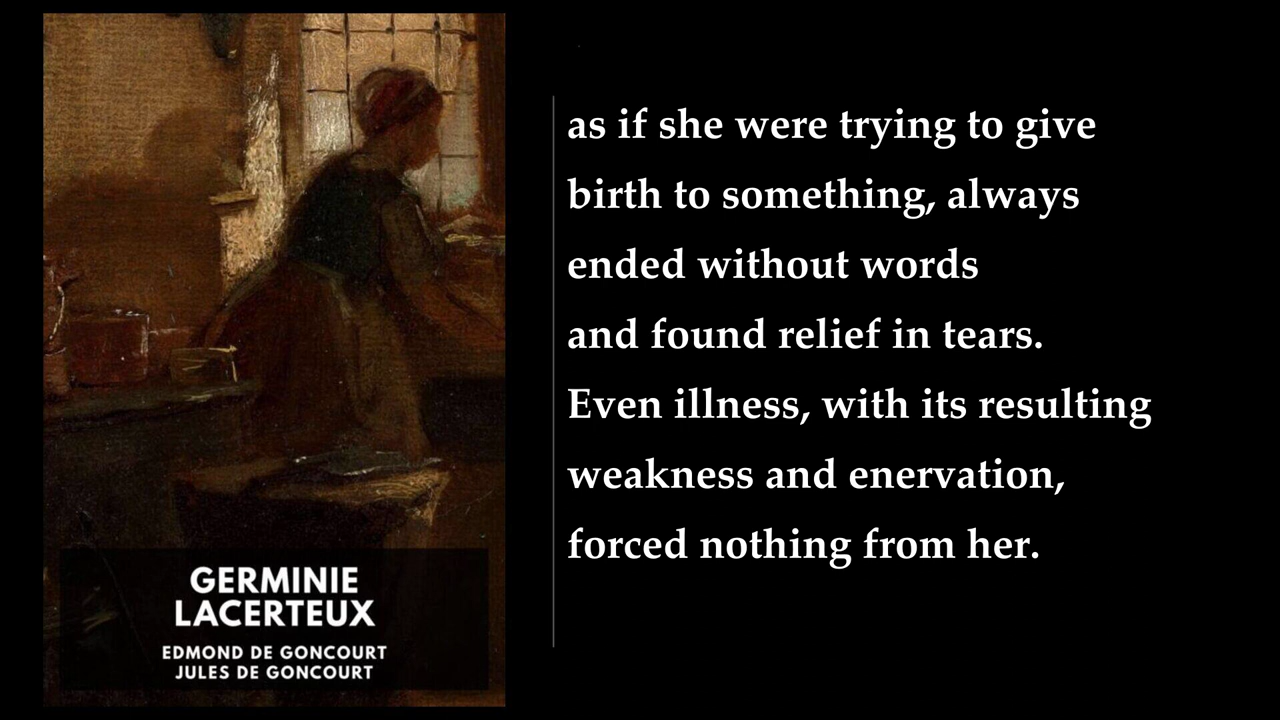 as if she were trying to give
birth to something, always
ended without words
and found relief in tears.
Even illness, with its resulting
weakness and enervation,
forced nothing from her.
GERMINIE
LACERTEUX
EDMOND DE GONCOURT
JULES DE GONCOURT